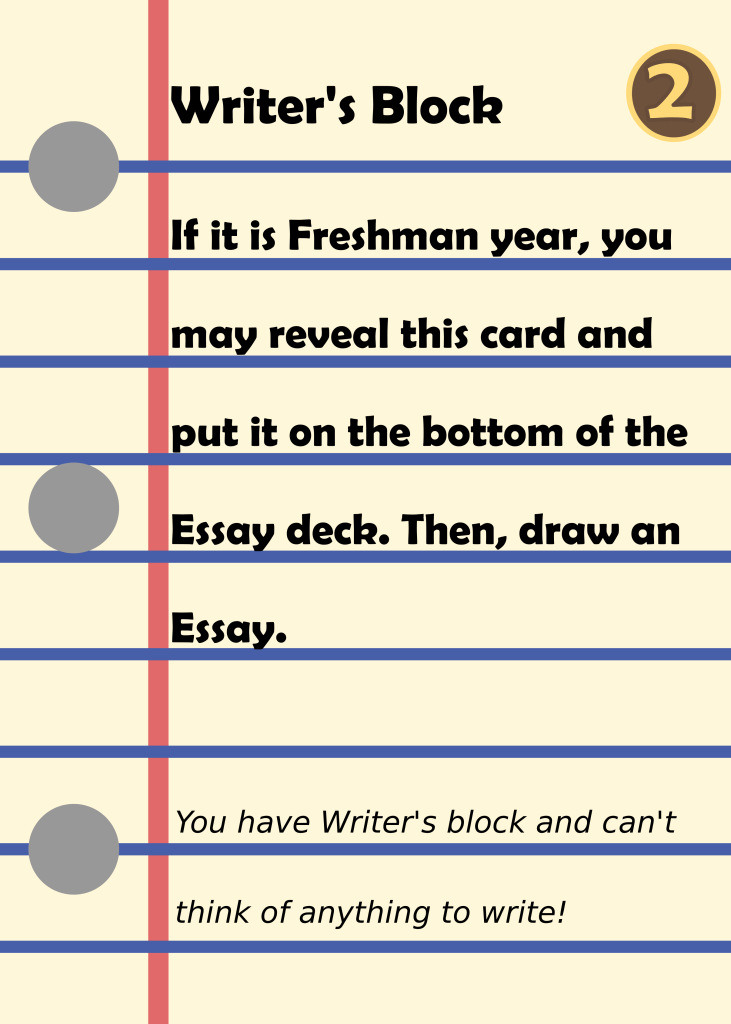 Writer's Block
2
If it is Freshman year, you
may reveal this card and
put it on the bottom of the
Essay deck. Then, draw an
Essay.
You have Writer's block and can't
think of anything to write!